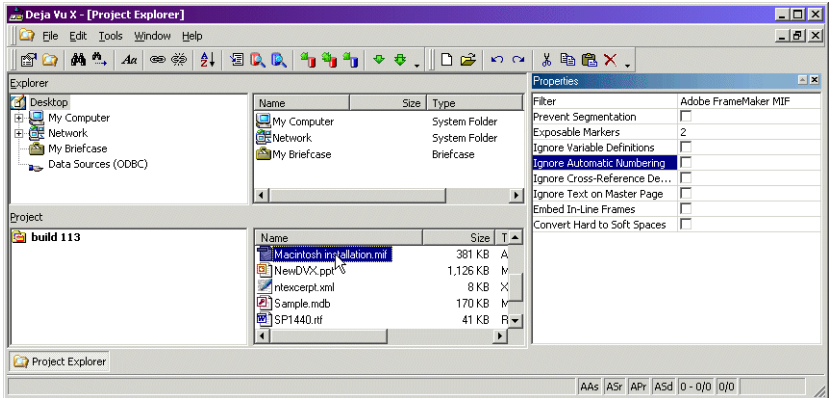 Deja Vu X - [Project Explorer]
File Edit Tools Window Help
Aa
Explorer
Desktop
My Computer
Network
My Briefcase
Data Sources (ODBC)
Name Size Type
My Computer System Folder
Network System Folder
My Briefcase Briefcase
Project
build 113
Name Size T
Macintosh installation.mif 381 KB A
NewDVX.ppt 1,126 KB M
ntexcerpt.xml 8 KB X
Sample.mdb 170 KB M
SP1440.rtf 41 KB R
Properties
Filter Adobe FrameMaker MIF
Prevent Segmentation
Exposable Markers 2
Ignore Variable Definitions
Ignore Automatic Numbering
Ignore Cross-Reference De...
Ignore Text on Master Page
Embed In-Line Frames
Convert Hard to Soft Spaces
Project Explorer
AAs ASr APr ASd 0 - 0/0 0/0